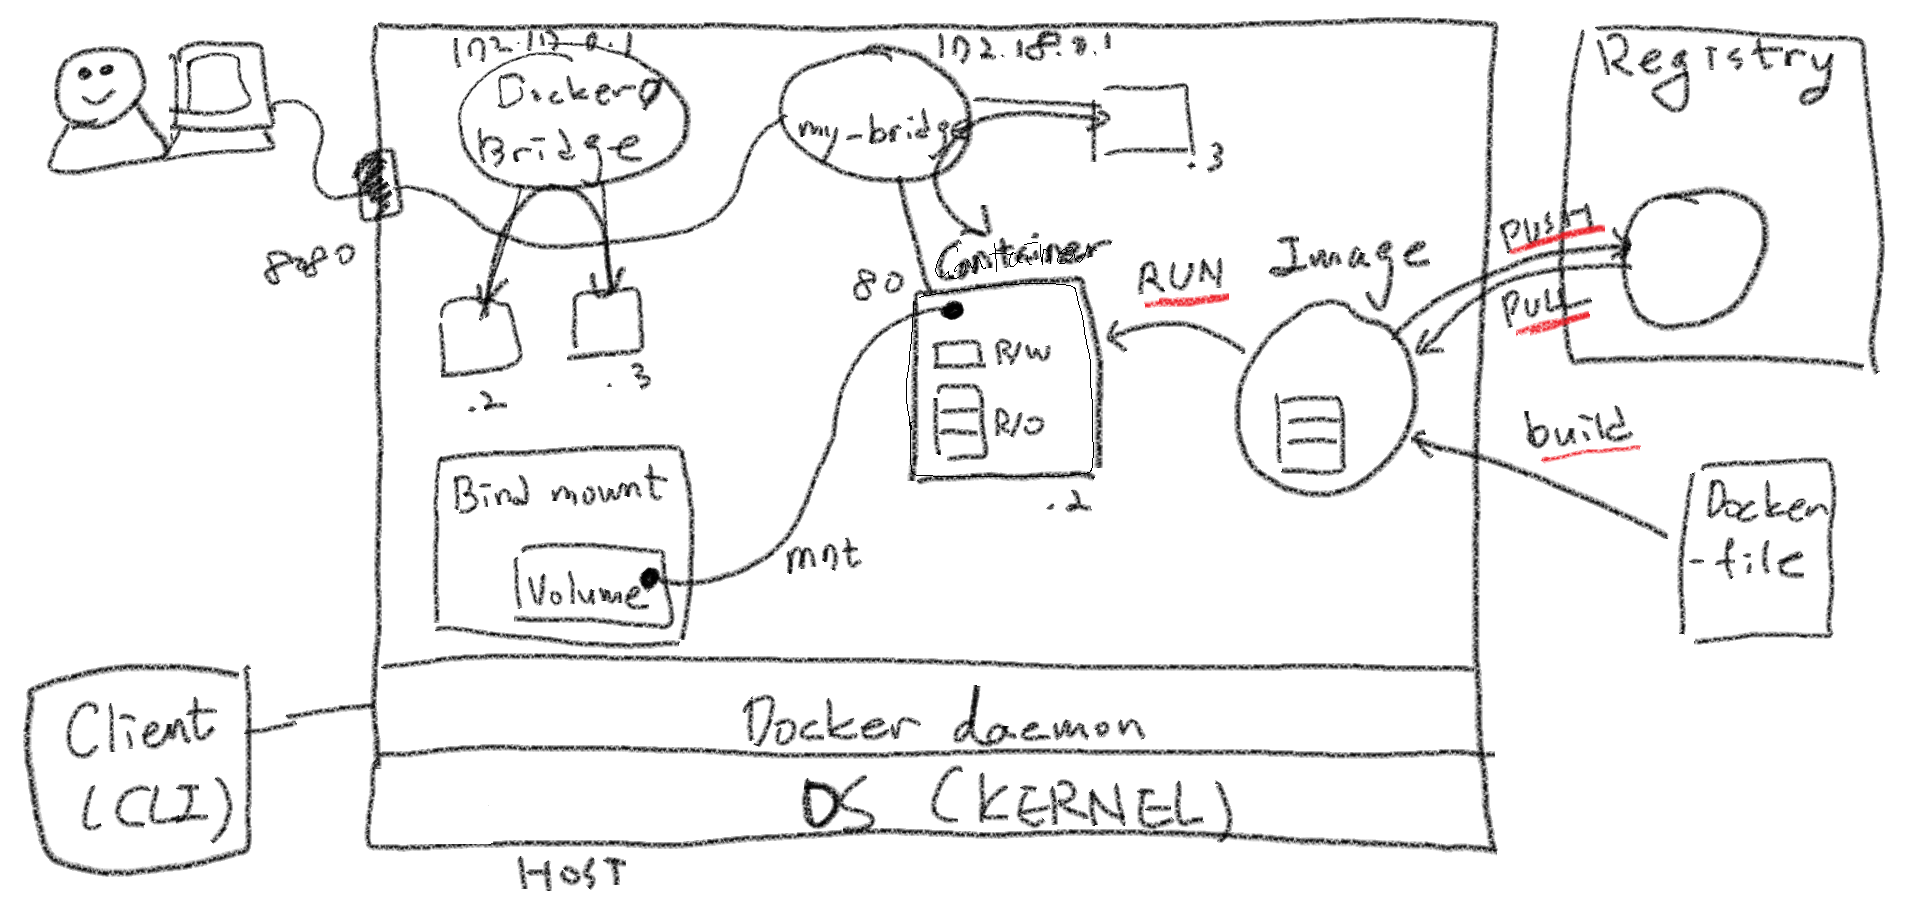 172.17.0.1
Docker0
Bridge
172.18.0.1
my-bridge
.3
Registry
8080
80
Container
RUN
Image
PUSH
PULL
.2
.3
R/W
R/O
.2
build
Docker
-file
Bind mount
Volume
mnt
Client
(CLI)
Docker daemon
OS (KERNEL)
HOST